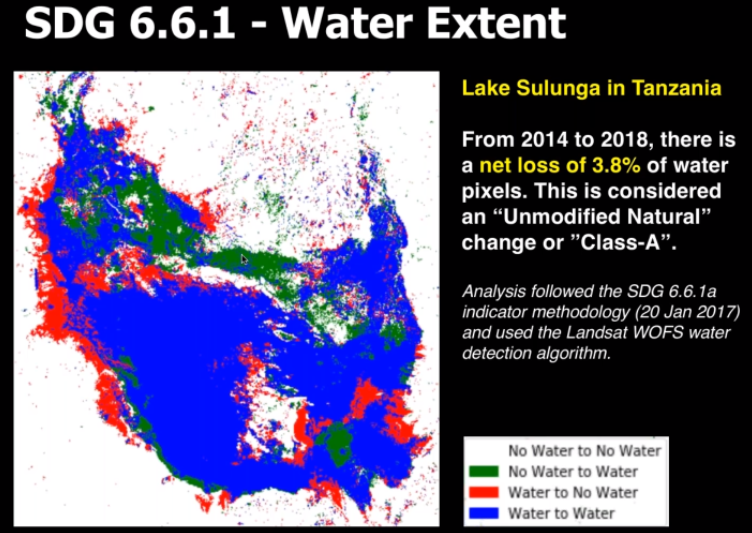 SDG 6.6.1 - Water Extent
Lake Sulunga in Tanzania
From 2014 to 2018, there is
a net loss of 3.8% of water
pixels. This is considered
an “Unmodified Natural”
change or ”Class-A”.
Analysis followed the SDG 6.6.1a
indicator methodology (20 Jan 2017)
and used the Landsat WOFS water
detection algorithm.
No Water to No Water
No Water to Water
Water to No Water
Water to Water